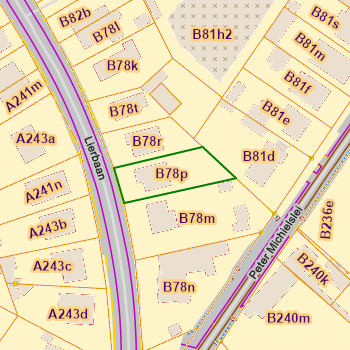 B82b
B78l
B81h2
B81s
B78k
B81m
A241m
B81f
B78t
B81e
A243a
B78r
Lierbaan
B81d
B78p
A241n
B78m
B236e
A243b
Peter Michielslei
A243c
B240k
B78n
A243d
B240m